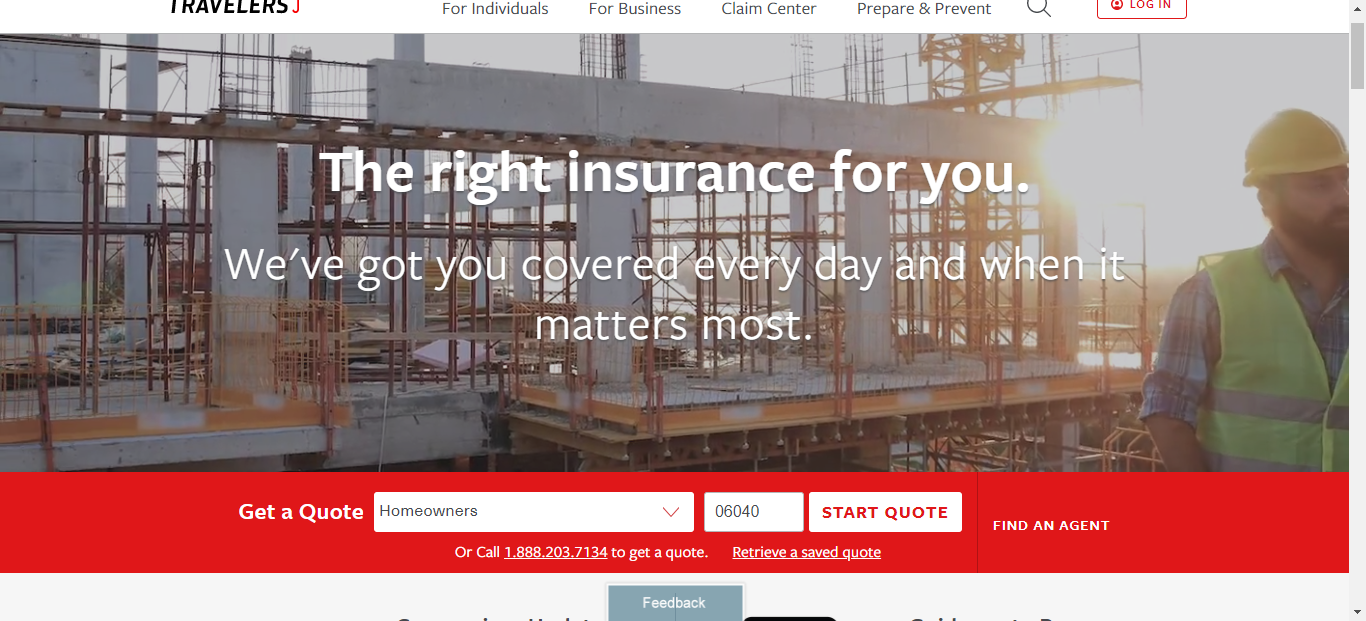 TRAVELERS
For Individuals
For Business
Claim Center
Prepare & Prevent
LOG IN
The right insurance for you.
We've got you covered every day and when it
matters most.
Get a Quote
Homeowners
06040
START QUOTE
FIND AN AGENT
Or Call 1.888.203.7134 to get a quote.
Retrieve a saved quote
Feedback